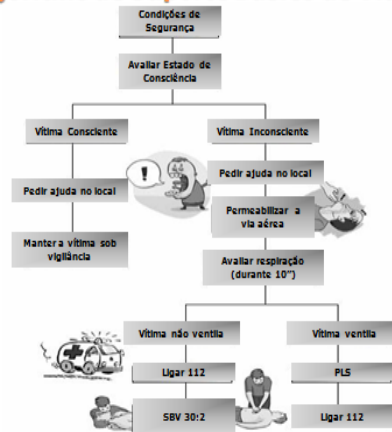 Condições de
Segurança
Avaliar Estado de
Consciência
Vítima Consciente
Vítima Inconsciente
Pedir ajuda no local
Pedir ajuda no local
!
Permeabilizar a
via aérea
Manter a vítima sob
vigilância
Avaliar respiração
(durante 10”)
Vítima não ventila
Vítima ventila
Ligar 112
PLS
SBV 30:2
Ligar 112